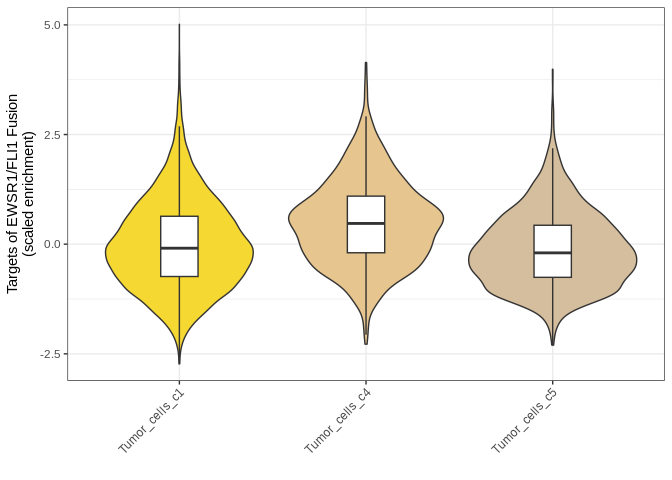 Targets of EWSR1/FLI1 Fusion
(scaled enrichment)
5.0
2.5
0.0
-2.5
Tumor_cells_c1
Tumor_cells_c4
Tumor_cells_c5